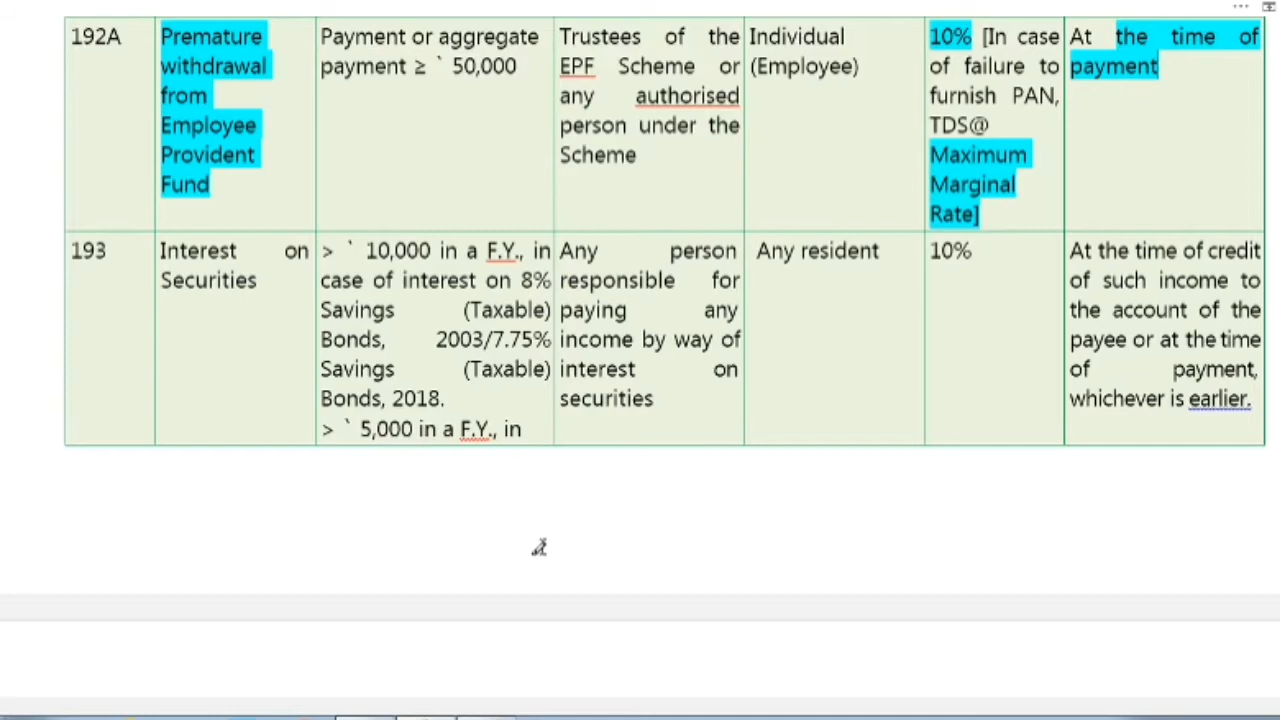 192A
Premature
withdrawal
from
Employee
Provident
Fund
Payment or aggregate
payment ≥ ` 50,000
Trustees of the
EPF Scheme or
any authorised
person under the
Scheme
Individual
(Employee)
10% [In case
of failure to
furnish PAN,
TDS@
Maximum
Marginal
Rate]
At the time of
payment
193
Interest on
Securities
> ` 10,000 in a F.Y., in
case of interest on 8%
Savings (Taxable)
Bonds, 2003/7.75%
Savings (Taxable)
Bonds, 2018.
> ` 5,000 in a F.Y., in
Any person
responsible for
paying any
income by way of
interest on
securities
Any resident
10%
At the time of credit
of such income to
the account of the
payee or at the time
of payment,
whichever is earlier.